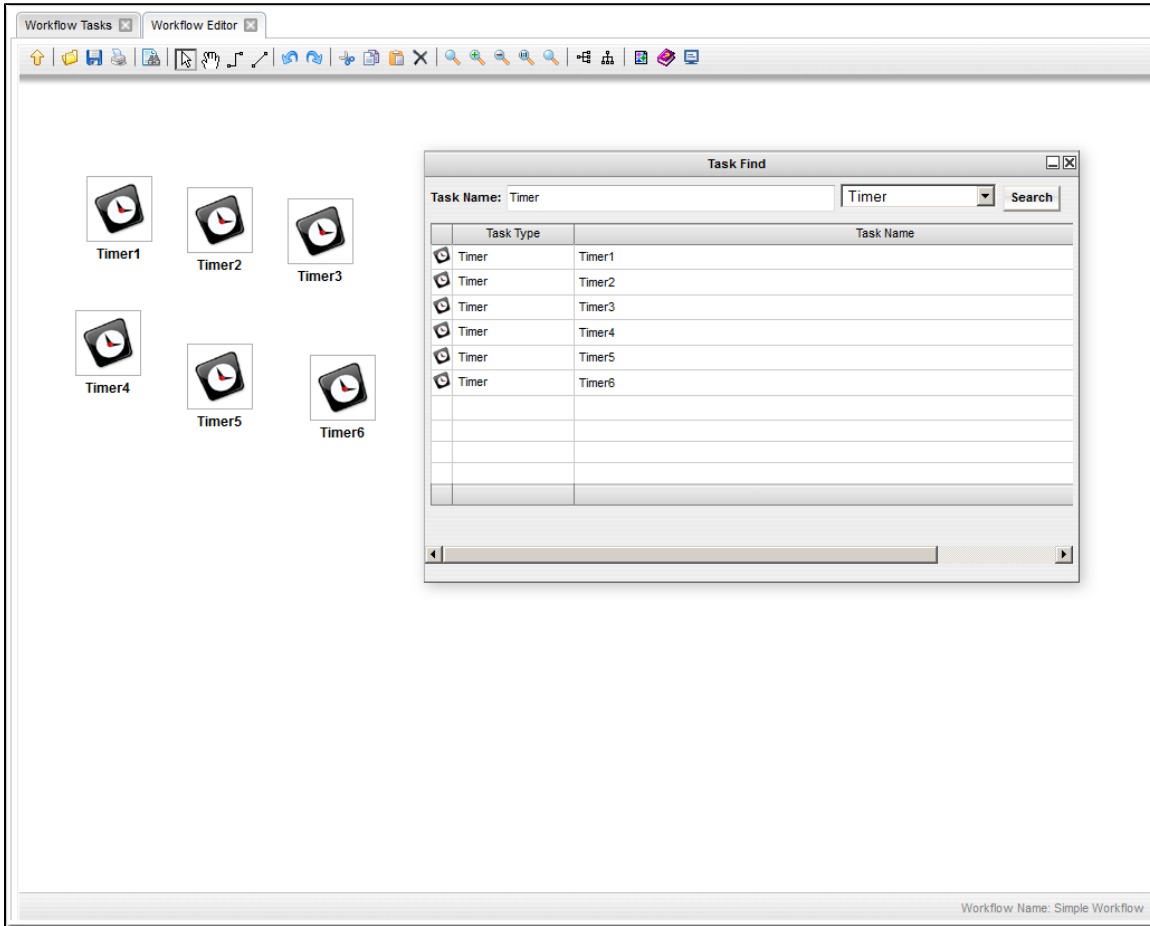 Workflow Tasks
Workflow Editor
Timer1
Timer2
Timer3
Timer4
Timer5
Timer6
Task Find
Task Name: Timer Timer Search
Task Type Task Name
Timer Timer1
Timer Timer2
Timer Timer3
Timer Timer4
Timer Timer5
Timer Timer6
Workflow Name: Simple Workflow